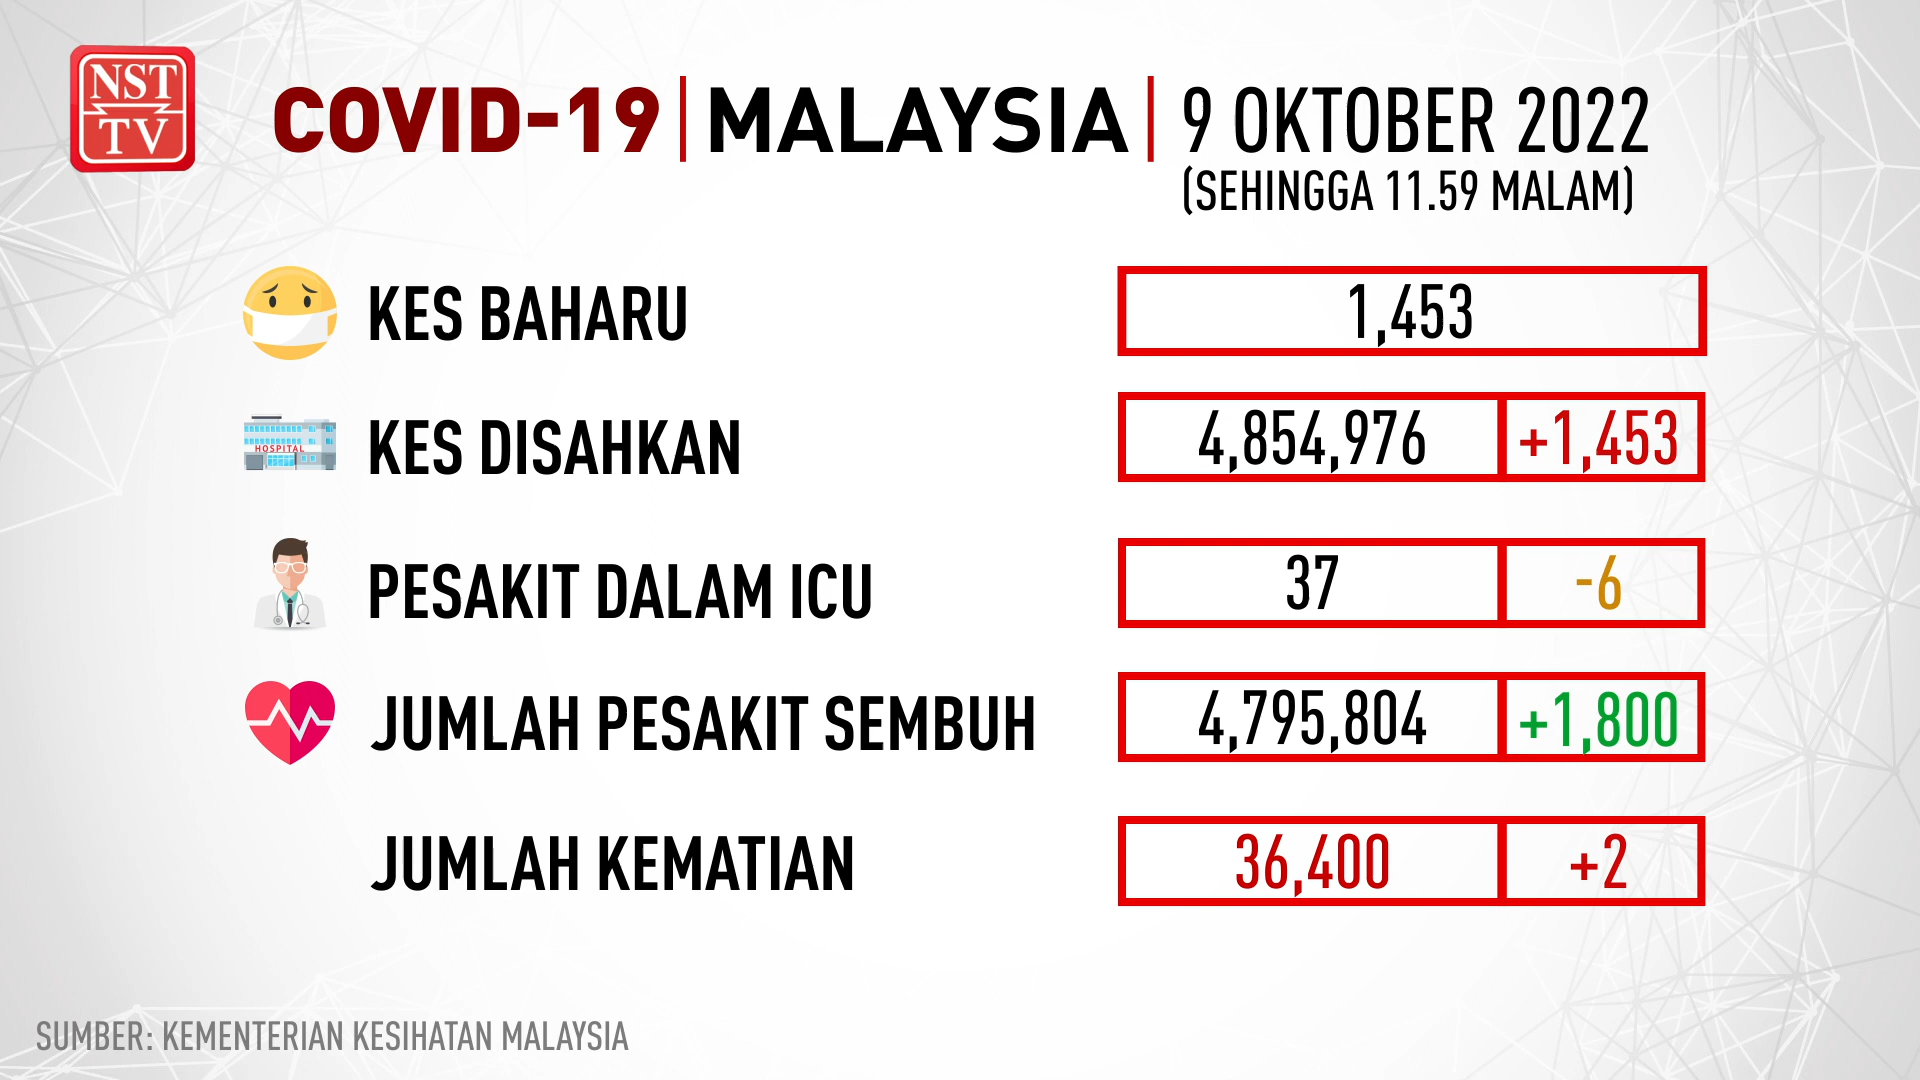 NST
TV
COVID-19 | MALAYSIA | 9 OKTOBER 2022
(SEHINGGA 11.59 MALAM)
KES BAHARU 1,453
HOSPITAL
KES DISAHKAN 4,854,976 +1,453
PESAKIT DALAM ICU 37 -6
JUMLAH PESAKIT SEMBUH 4,795,804 +1,800
JUMLAH KEMATIAN 36,400 +2
SUMBER: KEMENTERIAN KESIHATAN MALAYSIA